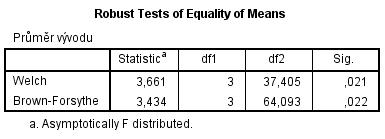 Robust Tests of Equality of Means
Průměr vývodu
Statistic^a df1 df2 Sig.
Welch 3,661 3 37,405 ,021
Brown-Forsythe 3,434 3 64,093 ,022
a. Asymptotically F distributed.